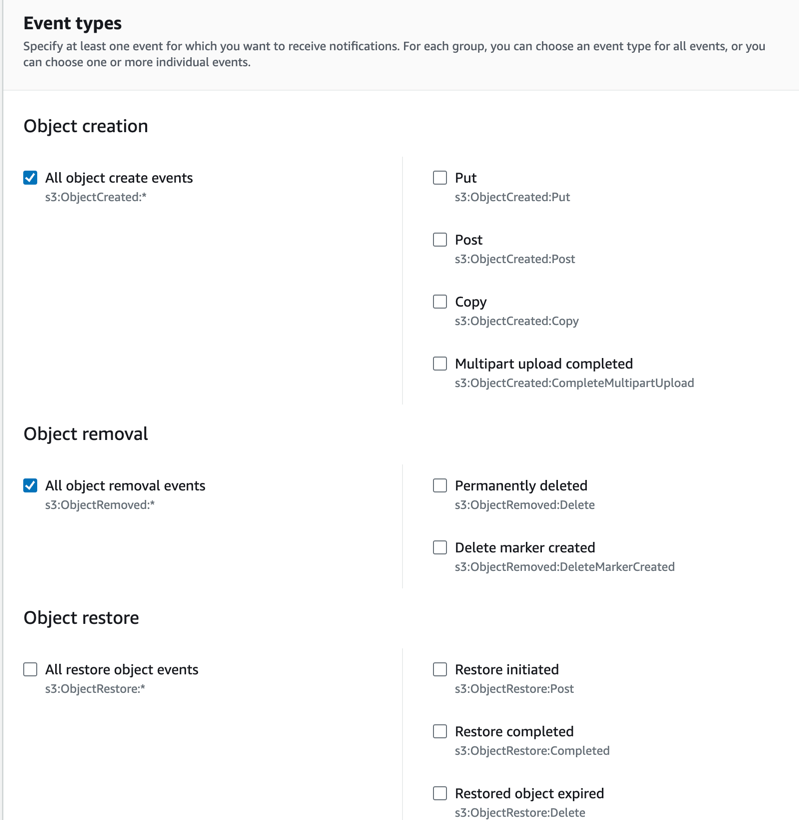 Event types
Specify at least one event for which you want to receive notifications. For each group, you can choose an event type for all events, or you
can choose one or more individual events.
Object creation
All object create events
s3:ObjectCreated:*
Put
s3:ObjectCreated:Put
Post
s3:ObjectCreated:Post
Copy
s3:ObjectCreated:Copy
Multipart upload completed
s3:ObjectCreated:CompleteMultipartUpload
Object removal
All object removal events
s3:ObjectRemoved:*
Permanently deleted
s3:ObjectRemoved:Delete
Delete marker created
s3:ObjectRemoved:DeleteMarkerCreated
Object restore
All restore object events
s3:ObjectRestore:*
Restore initiated
s3:ObjectRestore:Post
Restore completed
s3:ObjectRestore:Completed
Restored object expired
s3:ObjectRestore:Delete